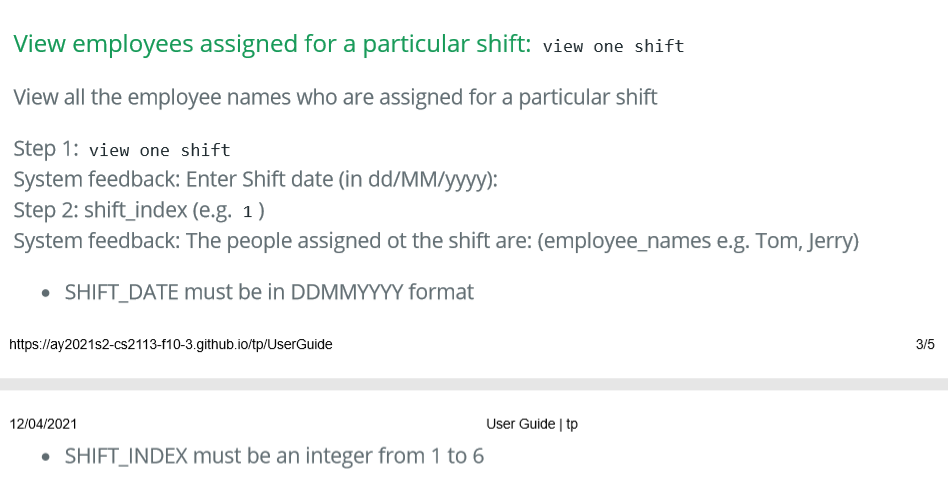 View employees assigned for a particular shift: view one shift
View all the employee names who are assigned for a particular shift
Step 1: view one shift
System feedback: Enter Shift date (in dd/MM/yyyy):
Step 2: shift_index (e.g. 1 )
System feedback: The people assigned ot the shift are: (employee_names e.g. Tom, Jerry)
• SHIFT_DATE must be in DDMMYYYY format
https://ay2021s2-cs2113-f10-3.github.io/tp/UserGuide 3/5
12/04/2021 User Guide | tp
• SHIFT_INDEX must be an integer from 1 to 6